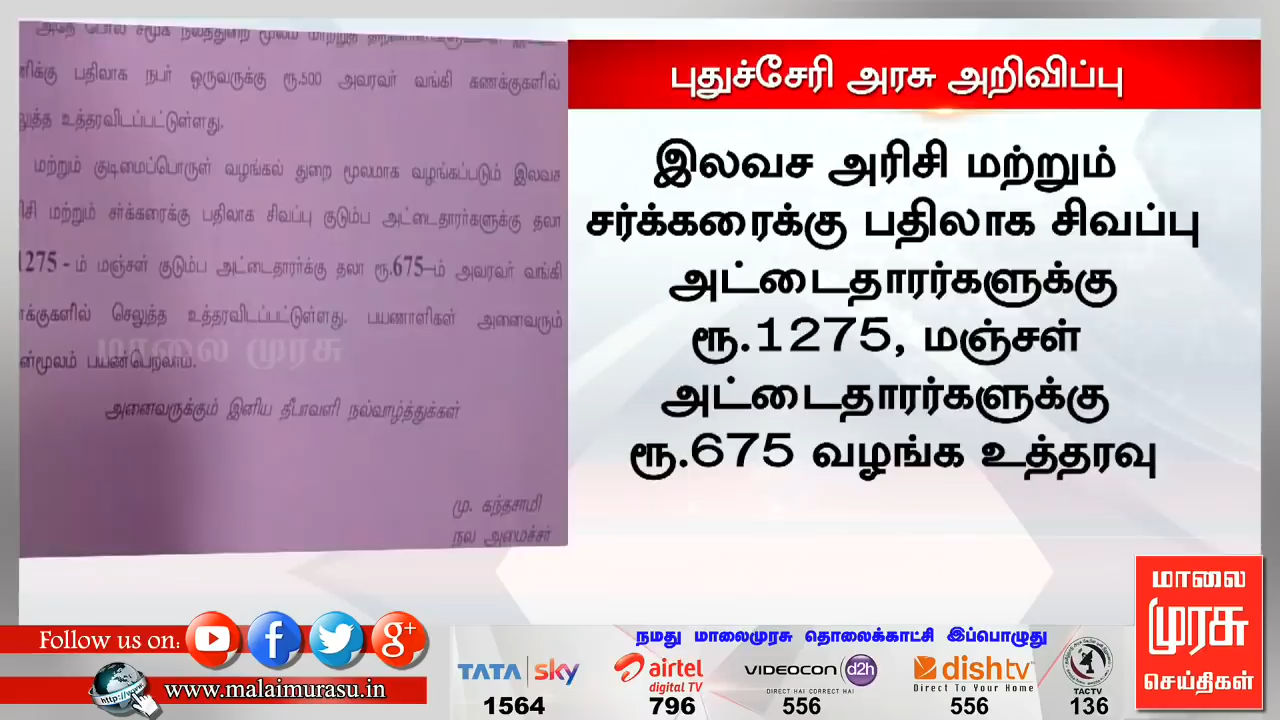 அதே போல் சமூக நலத்துறை மூலம்
பதிலாக நபர் ஒருவருக்கு ரூ.500 அவரவர் வங்கி கணக்குகளில்
உத்தரவிடப்பட்டுள்ளது.
மற்றும் குடிமைப்பொருள் வழங்கல் துறை மூலமாக வழங்கப்படும் இலவச
மற்றும் சர்க்கரைக்கு பதிலாக சிவப்பு குடும்ப அட்டைதாரர்களுக்கு தலா
1275 - ம் மஞ்சள் குடும்ப அட்டைதாரர்க்கு தலா ரூ.675-ம் அவரவர் வங்கி
செலுத்த உத்தரவிடப்பட்டுள்ளது. பயனாளிகள் அனைவரும்
பயன்பெறலாம்.
மாலை முரசு
அனைவருக்கும் இனிய தீபாவளி நல்வாழ்த்துக்கள்
மு. கந்தசாமி
நல அமைச்சர்
புதுச்சேரி அரசு அறிவிப்பு
இலவச அரிசி மற்றும்
சர்க்கரைக்கு பதிலாக சிவப்பு
அட்டைதாரர்களுக்கு
ரூ.1275, மஞ்சள்
அட்டைதாரர்களுக்கு
ரூ.675 வழங்க உத்தரவு
மாலை
முரசு
செய்திகள்
Follow us on:
g+
http://
www.malaimurasu.in
நமது மாலைமுரசு தொலைக்காட்சி இப்பொழுது
TATA sky
1564
airtel
digital TV
796
VIDEOCON d2h
DIRECT HAI CORRECT HAI
556
dishtv
Direct To Your Home
556
TACTV
136